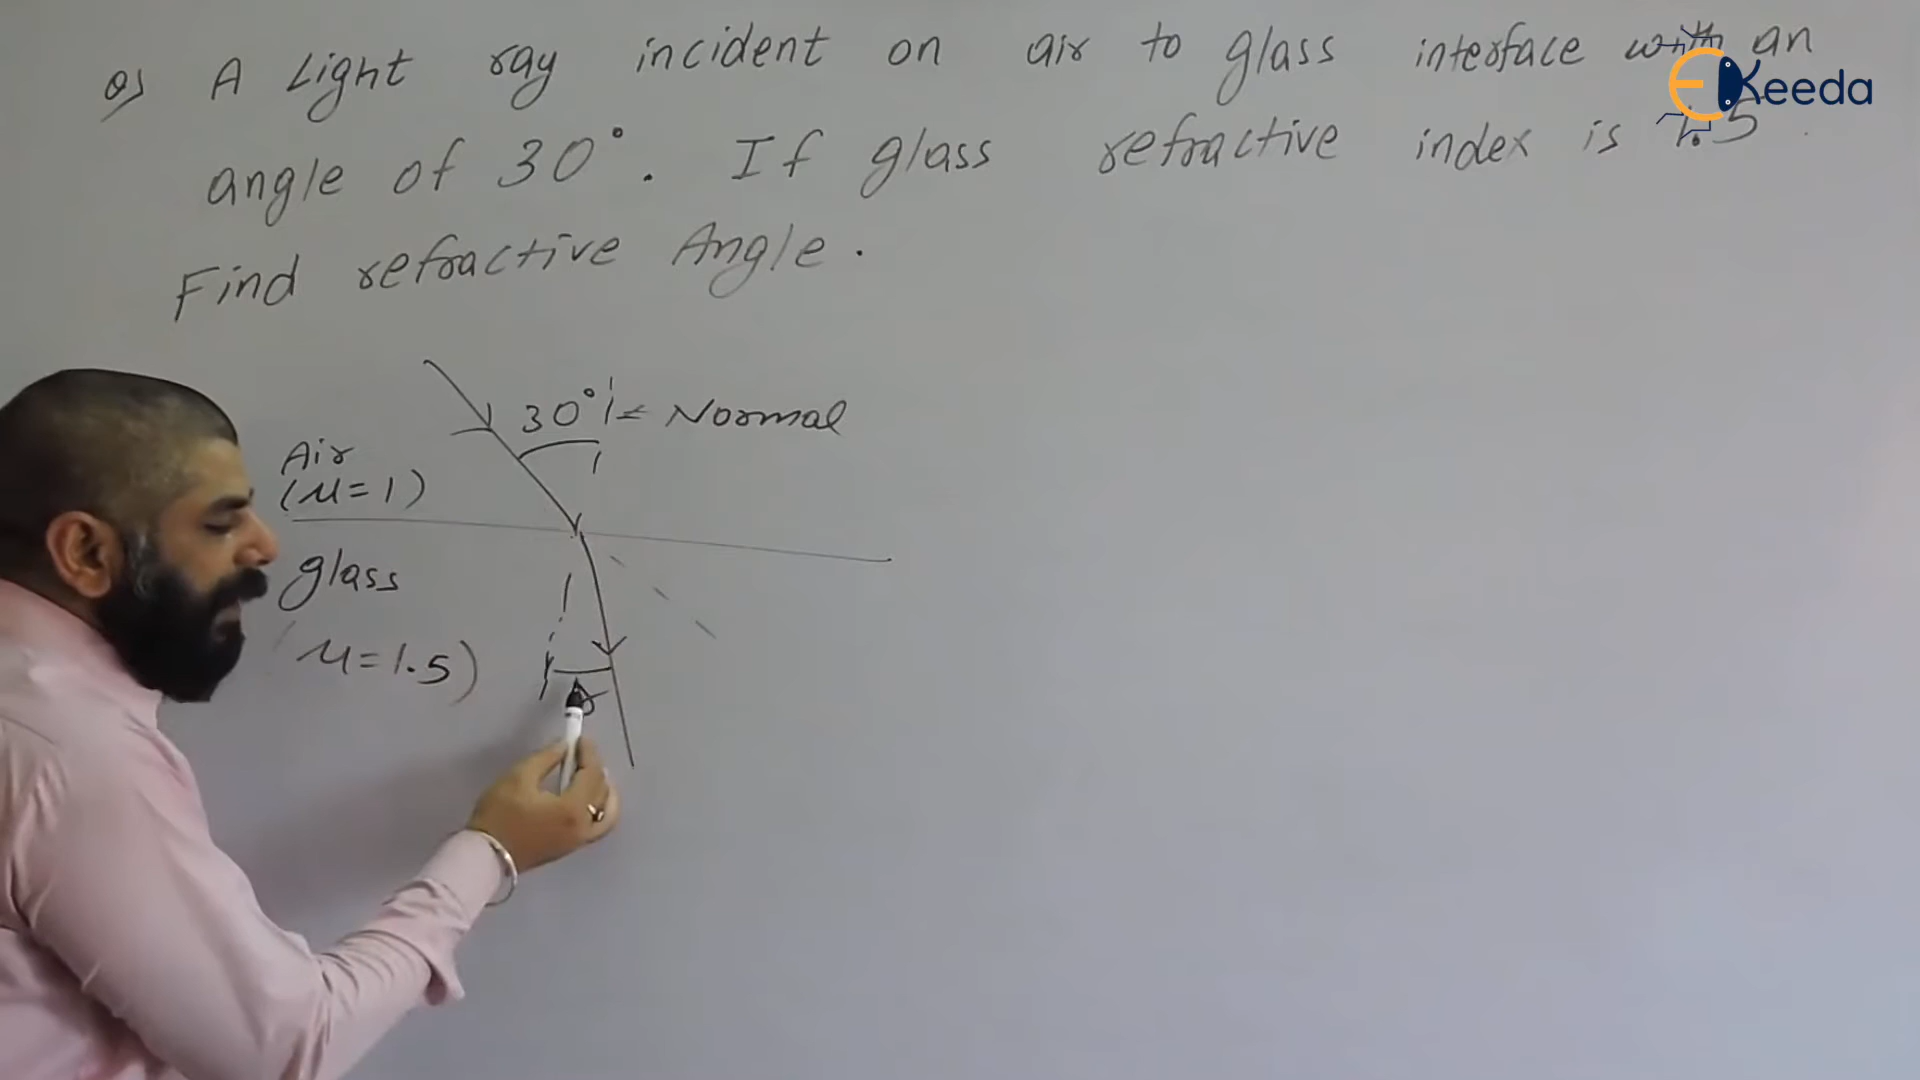 Q) A Light ray incident on air to glass interface with an
angle of 30°. If glass refractive index is 1.5
Find refractive Angle.
30° Normal
Air
(μ=1)
glass
μ=1.5)
EKeeda